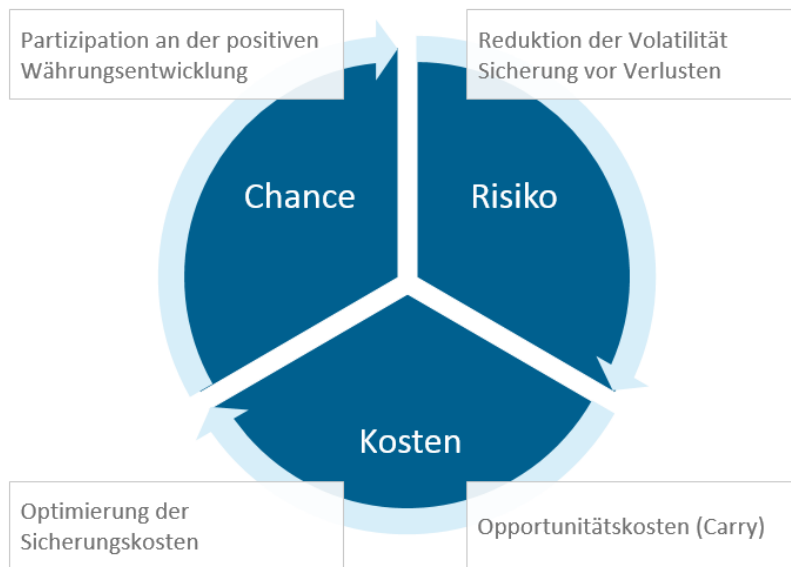 Partizipation an der positiven
Währungsentwicklung
Reduktion der Volatilität
Sicherung vor Verlusten
Chance
Risiko
Kosten
Optimierung der
Sicherungskosten
Opportunitätskosten (Carry)